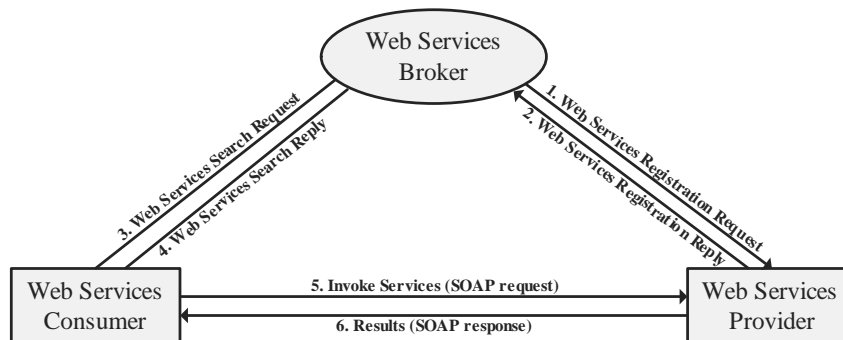 Web Services
Broker
1. Web Services Registration Request
2. Web Services Registration Reply
3. Web Services Search Request
4. Web Services Search Reply
Web Services
Consumer
5. Invoke Services (SOAP request)
6. Results (SOAP response)
Web Services
Provider